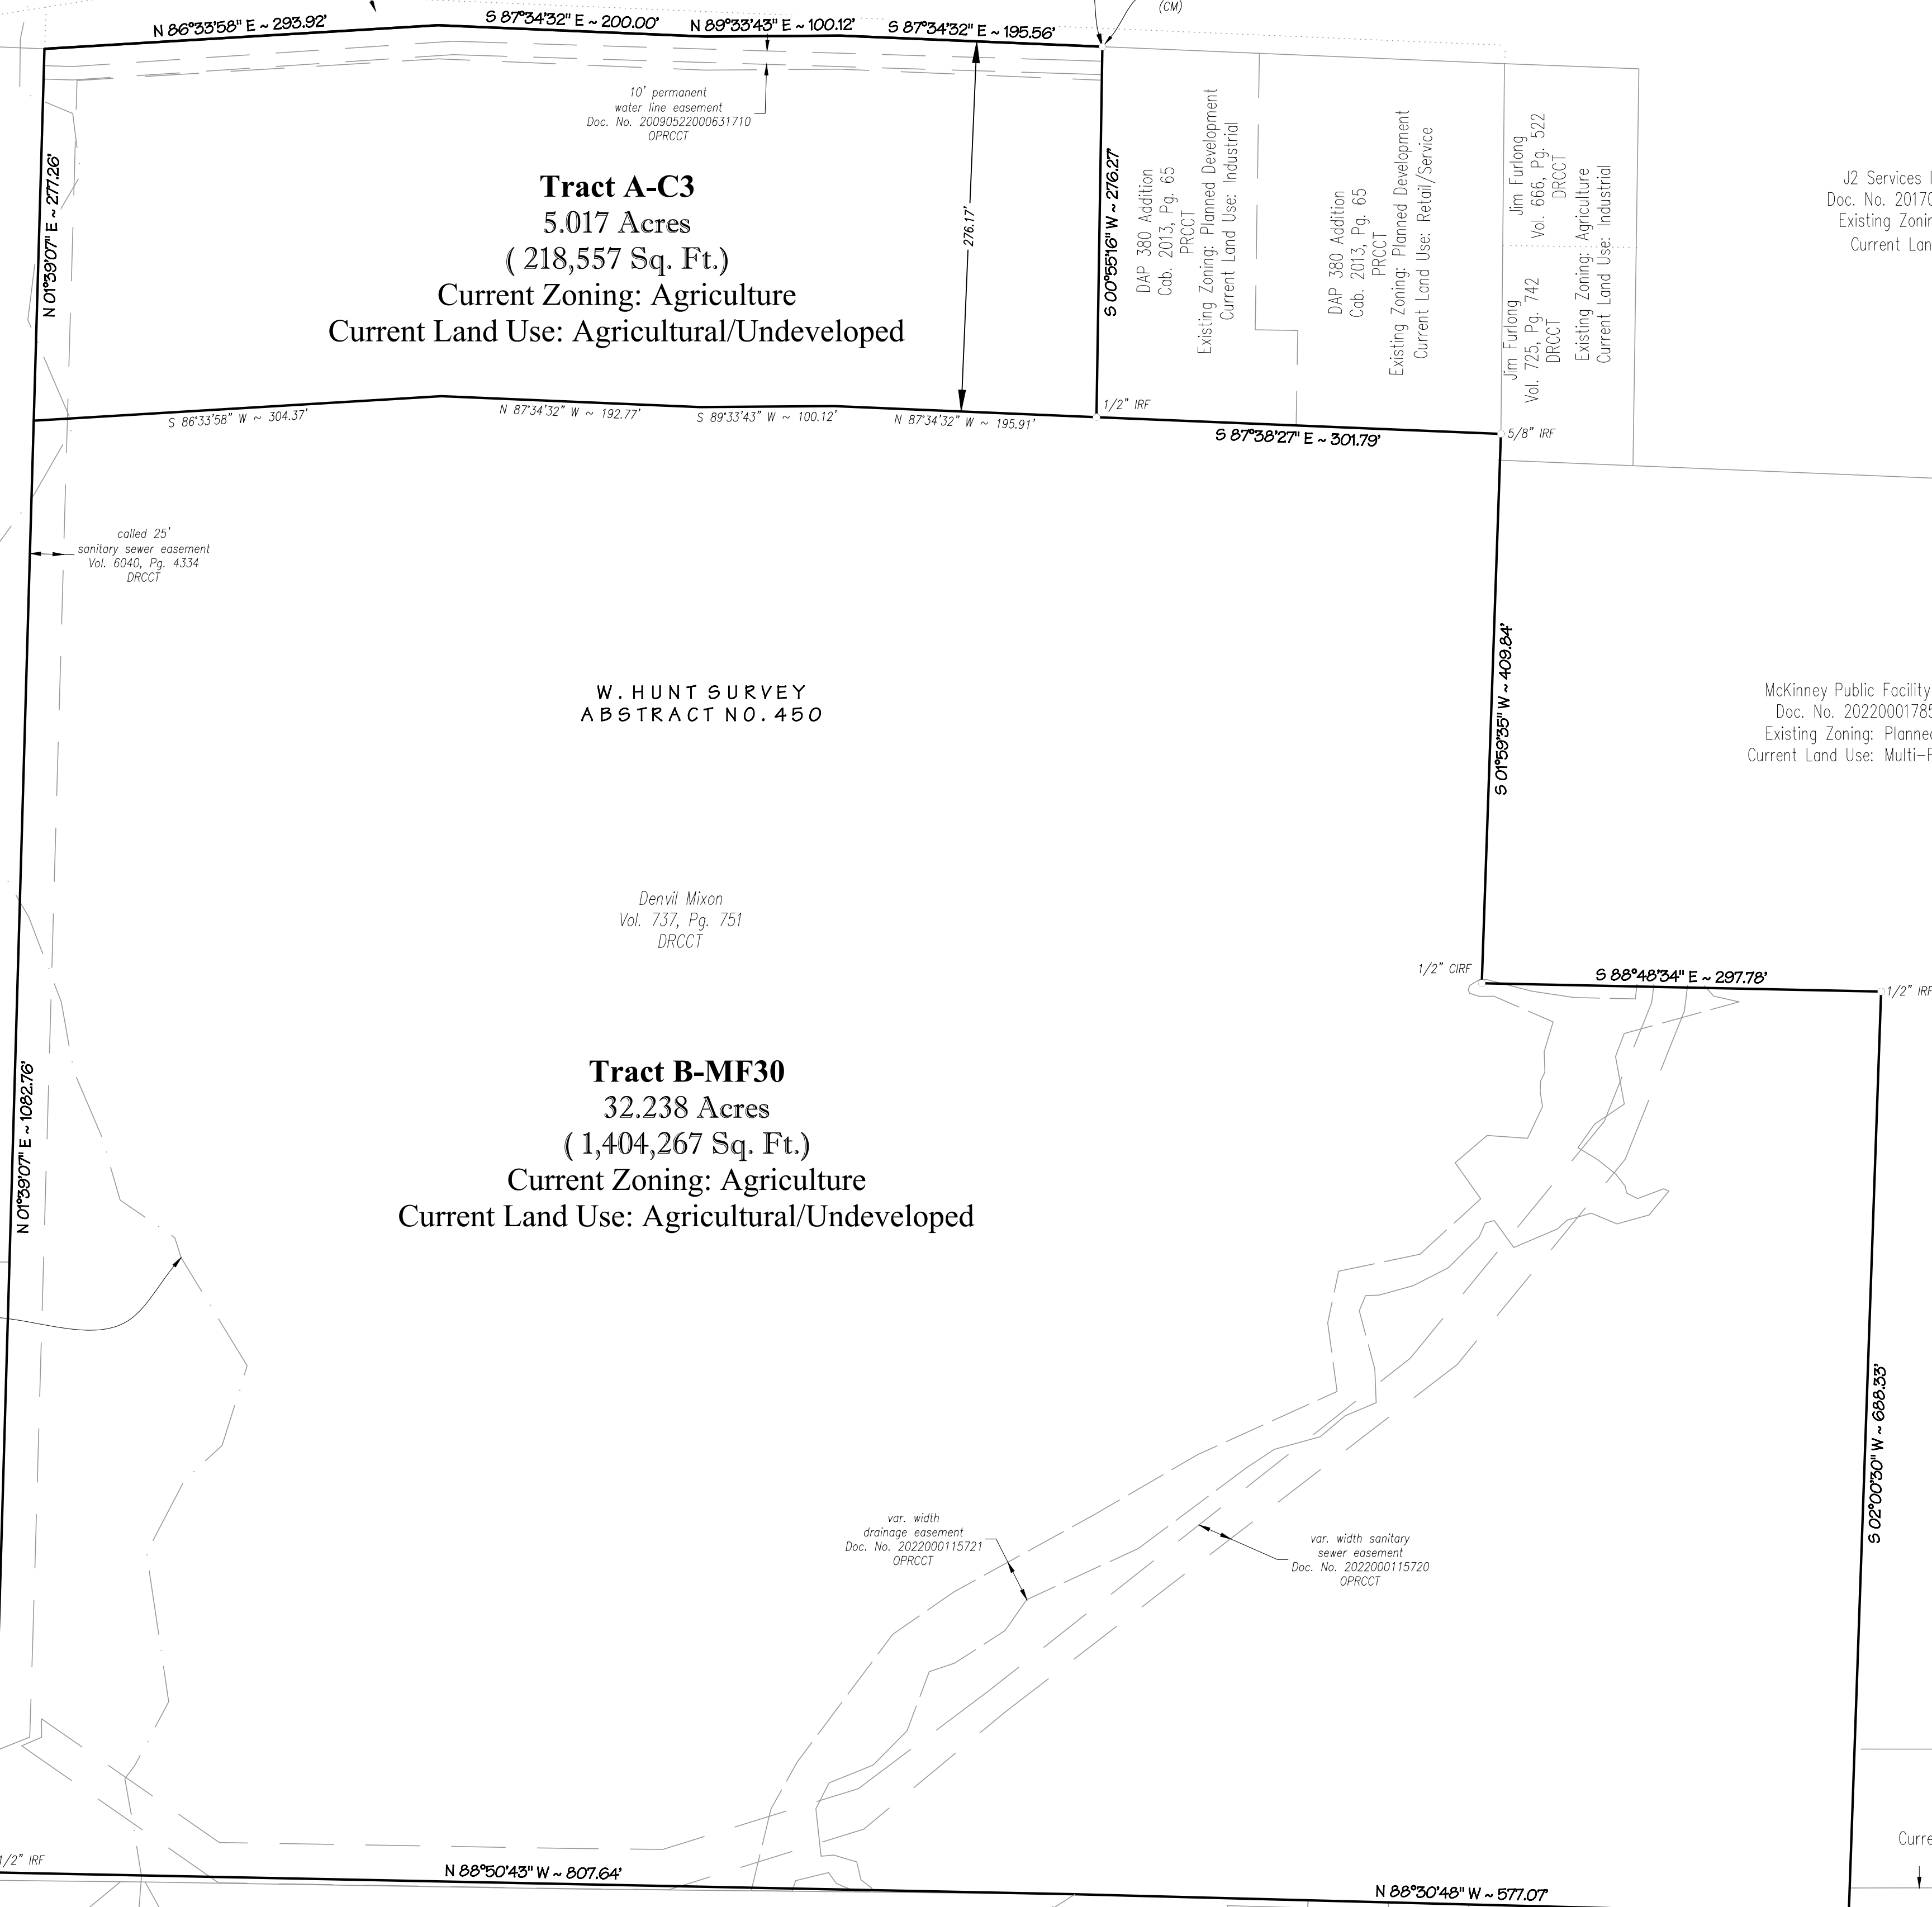 (CM)
N 86°33'58" E ~ 293.92'
S 87°34'32" E ~ 200.00'
N 89°33'43" E ~ 100.12'
S 87°34'32" E ~ 195.56'
10' permanent
water line easement
Doc. No. 20090522000631710
OPRCCT
Tract A-C3
5.017 Acres
( 218,557 Sq. Ft.)
Current Zoning: Agriculture
Current Land Use: Agricultural/Undeveloped
N 01°39'07" E ~ 277.26'
276.17'
S 00°55'16" W ~ 276.27'
DAP 380 Addition
Cab. 2013, Pg. 65
PRCCT
Existing Zoning: Planned Development
Current Land Use: Industrial
DAP 380 Addition
Cab. 2013, Pg. 65
PRCCT
Existing Zoning: Planned Development
Current Land Use: Retail/Service
Jim Furlong
Vol. 666, Pg. 522
DRCCT
Jim Furlong
Vol. 725, Pg. 742
DRCCT
Existing Zoning: Agriculture
Current Land Use: Industrial
J2 Services
Doc. No.
Existing
Current
S 86°33'58" W ~ 304.37'
N 87°34'32" W ~ 192.77'
S 89°33'43" W ~ 100.12'
N 87°34'32" W ~ 195.91'
1/2" IRF
S 87°38'27" E ~ 301.79'
5/8" IRF
called 25'
sanitary sewer easement
Vol. 6040, Pg. 4334
DRCCT
W. HUNT SURVEY
ABSTRACT NO. 450
S 01°59'35" W ~ 409.84'
McKinney Public Facility
Doc. No.
Existing Zoning:
Current Land Use:
Denvil Mixon
Vol. 737, Pg. 751
DRCCT
1/2" CIRF
S 88°48'34" E ~ 297.78'
1/2" IRF
Tract B-MF30
32.238 Acres
( 1,404,267 Sq. Ft.)
Current Zoning: Agriculture
Current Land Use: Agricultural/Undeveloped
N 01°39'07" E ~ 1082.76'
S 02°00'30" W ~ 688.33'
var. width
drainage easement
Doc. No. 2022000115721
OPRCCT
var. width sanitary
sewer easement
Doc. No. 2022000115720
OPRCCT
1/2" IRF
N 88°50'43" W ~ 807.64'
N 88°30'48" W ~ 577.07'